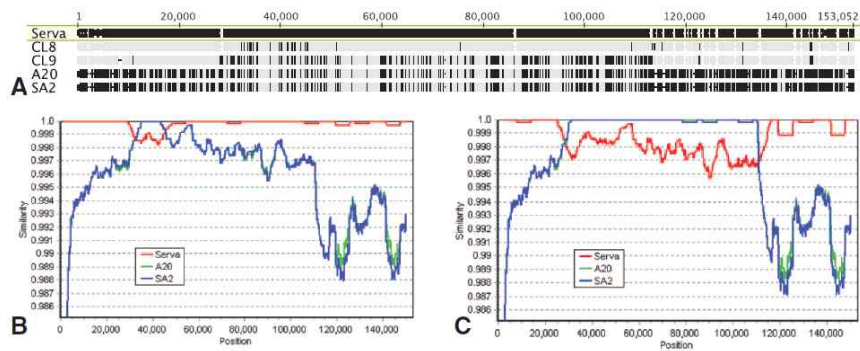 1 20,000 40,000 60,000 80,000 100,000 120,000 140,000 153,052
Serva
CL8
CL9
A20
A SA2
1.0
0.999
0.998
0.997
0.996
0.995
0.994
0.993
0.992
0.991
0.99
0.989
0.988
0.987
0.986
Similarity
Serva
A20
SA2
0 20,000 40,000 60,000 80,000 100,000 120,000 140,000
Position
B
1.0
0.999
0.998
0.997
0.996
0.995
0.994
0.993
0.992
0.991
0.99
0.989
0.988
0.987
0.986
Similarity
Serva
A20
SA2
0 20,000 40,000 60,000 80,000 100,000 120,000 140,000
Position
C